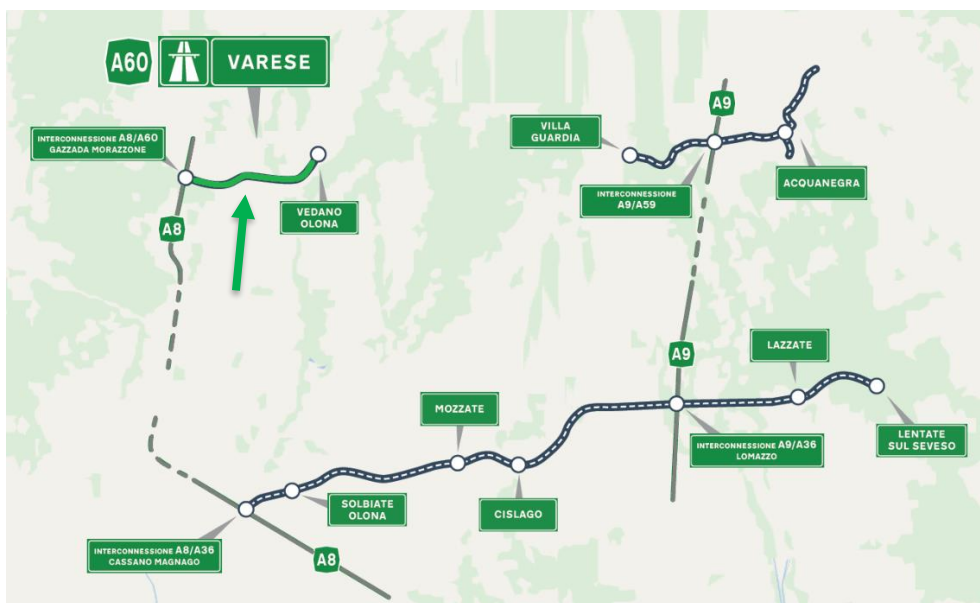 A60
VARESE
INTERCONNESSIONE A8/A60
GAZZADA MORAZZONE
A8
VEDANO
OLONA
VILLA
GUARDIA
A9
INTERCONNESSIONE
A9/A59
ACQUANEGRA
A9
LAZZATE
MOZZATE
INTERCONNESSIONE A9/A36
LOMAZZO
LENTATE
SUL SEVESO
SOLBIATE
OLONA
CISLAGO
INTERCONNESSIONE A8/A36
CASSANO MAGNAGO
A8